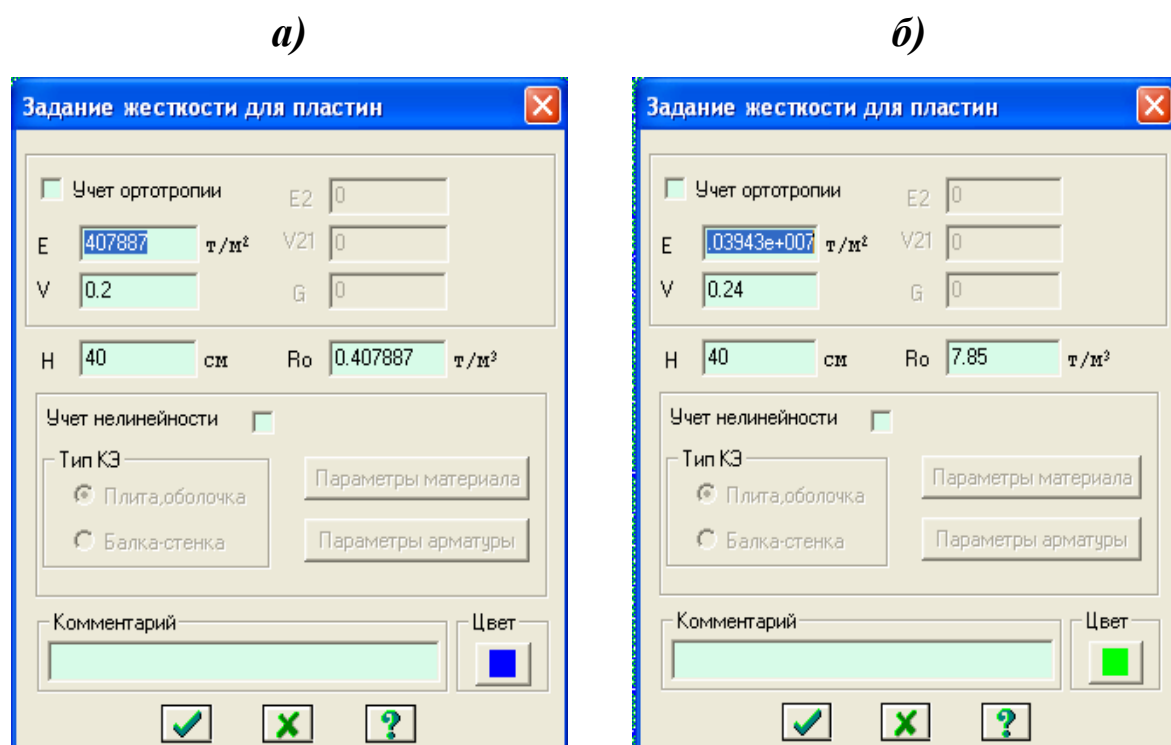 а) б)
Задание жесткости для пластин Задание жесткости для пластин
Учет ортотропии E2 0 Учет ортотропии E2 0
E 407887 т/м² V21 0 E .03943e+007 т/м² V21 0
V 0.2 G 0 V 0.24 G 0
H 40 см Ro 0.407887 т/м³ H 40 см Ro 7.85 т/м³
Учет нелинейности Учет нелинейности
Тип КЭ Тип КЭ
Плита,оболочка Параметры материала Плита,оболочка Параметры материала
Балка-стенка Параметры арматуры Балка-стенка Параметры арматуры
Комментарий Цвет Комментарий Цвет
? ?